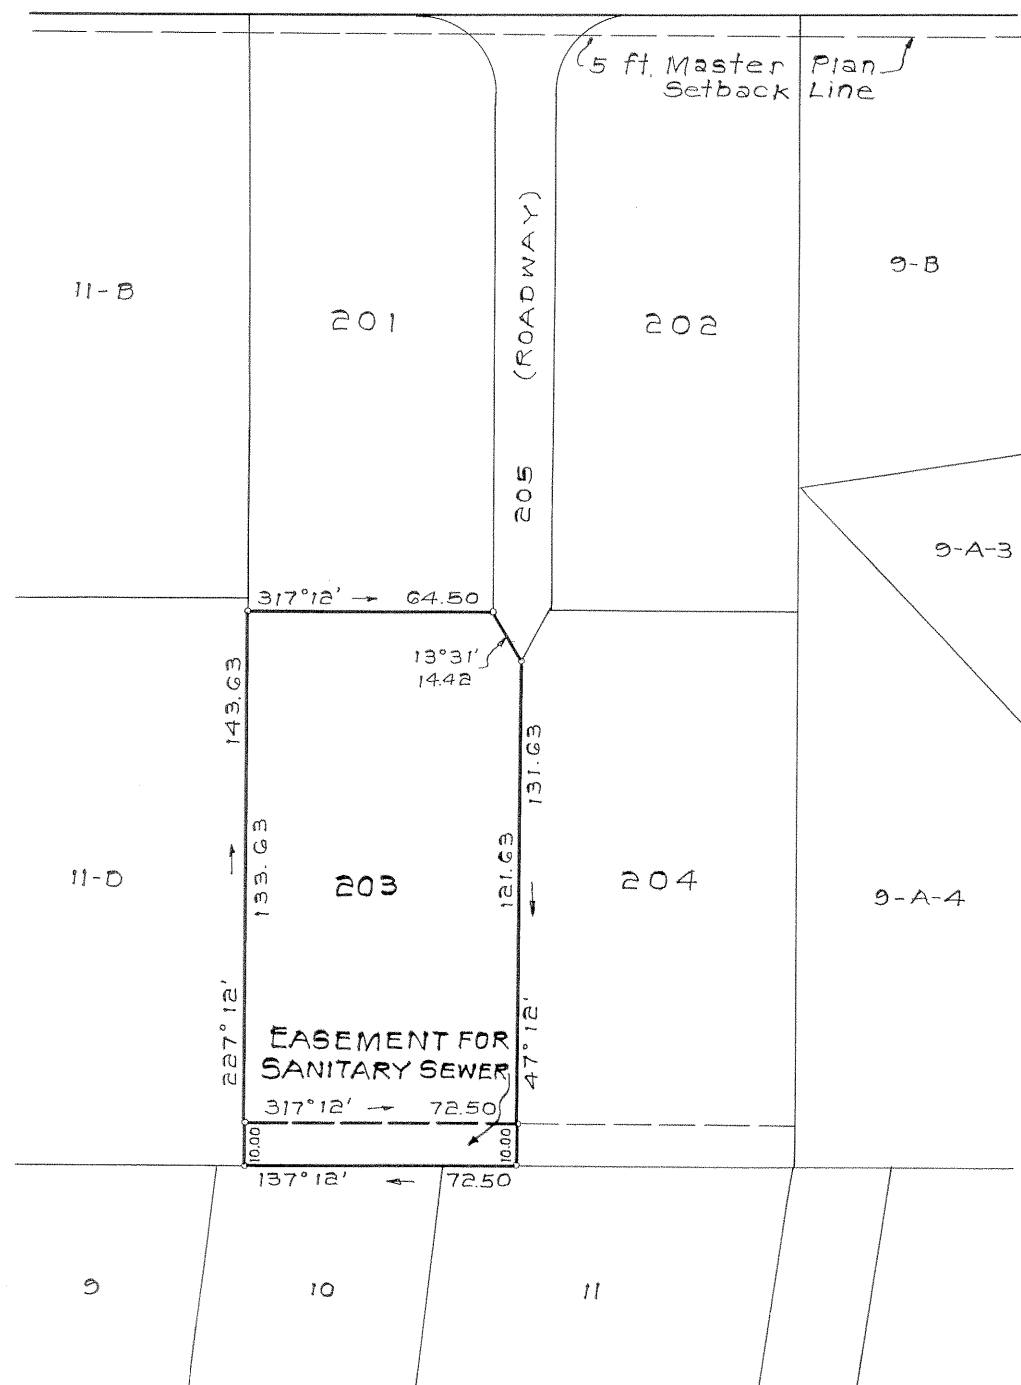 5 ft. Master Plan
Setback Line
11-B
201
205 (ROADWAY)
202
9-B
9-A-3
317°12' → 64.50
13°31'
14.42
143.63
133.63
227°12'
131.63
121.63
47°12'
11-D
203
204
9-A-4
EASEMENT FOR
SANITARY SEWER
317°12' → 72.50
10.00
10.00
137°12' ← 72.50
9
10
11